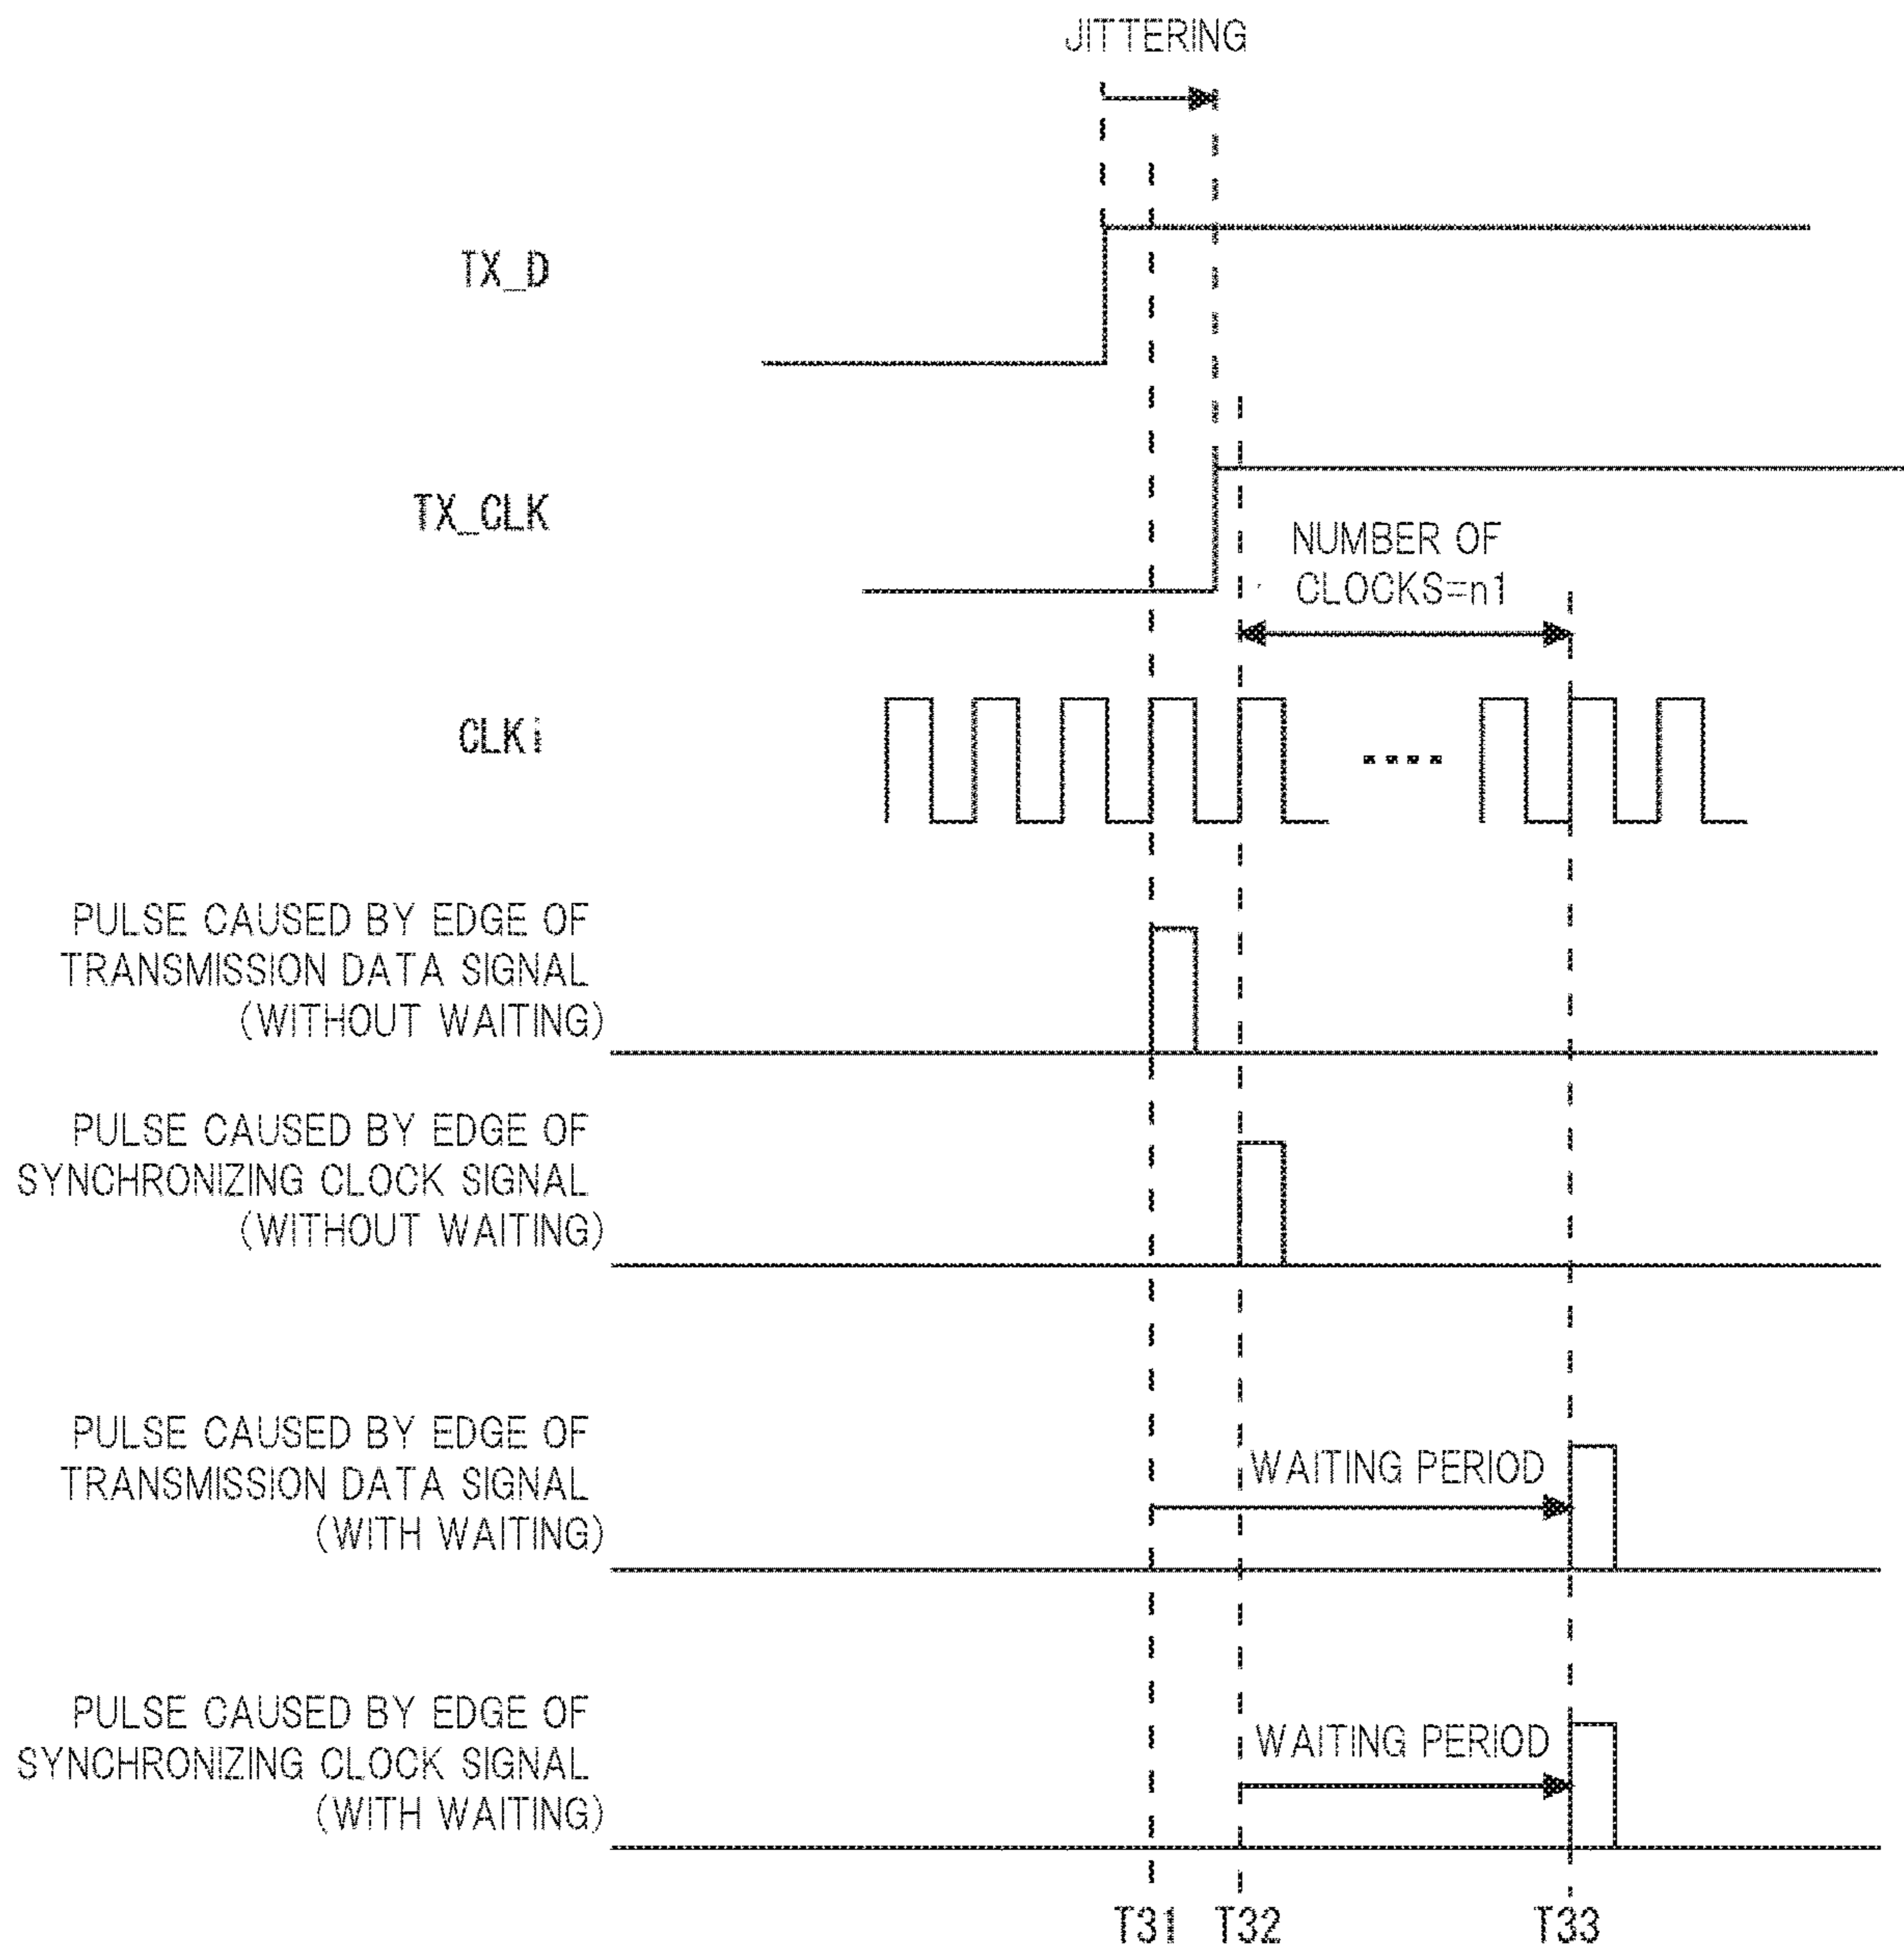 JITTERING
TX_D
TX_CLK
NUMBER OF
CLOCKS=n1
CLKi
PULSE CAUSED BY EDGE OF
TRANSMISSION DATA SIGNAL
(WITHOUT WAITING)
PULSE CAUSED BY EDGE OF
SYNCHRONIZING CLOCK SIGNAL
(WITHOUT WAITING)
PULSE CAUSED BY EDGE OF
TRANSMISSION DATA SIGNAL
(WITH WAITING)
WAITING PERIOD
PULSE CAUSED BY EDGE OF
SYNCHRONIZING CLOCK SIGNAL
(WITH WAITING)
WAITING PERIOD
T31 T32 T33